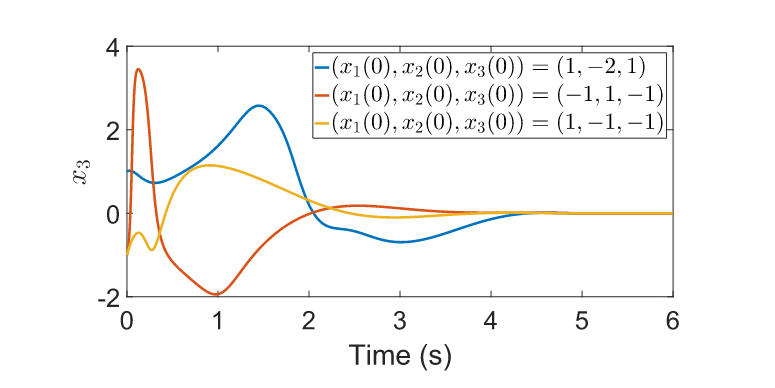 4
2
0
-2
x₃
(x₁(0), x₂(0), x₃(0)) = (1, −2, 1)
(x₁(0), x₂(0), x₃(0)) = (−1, 1, −1)
(x₁(0), x₂(0), x₃(0)) = (1, −1, −1)
0 1 2 3 4 5 6
Time (s)